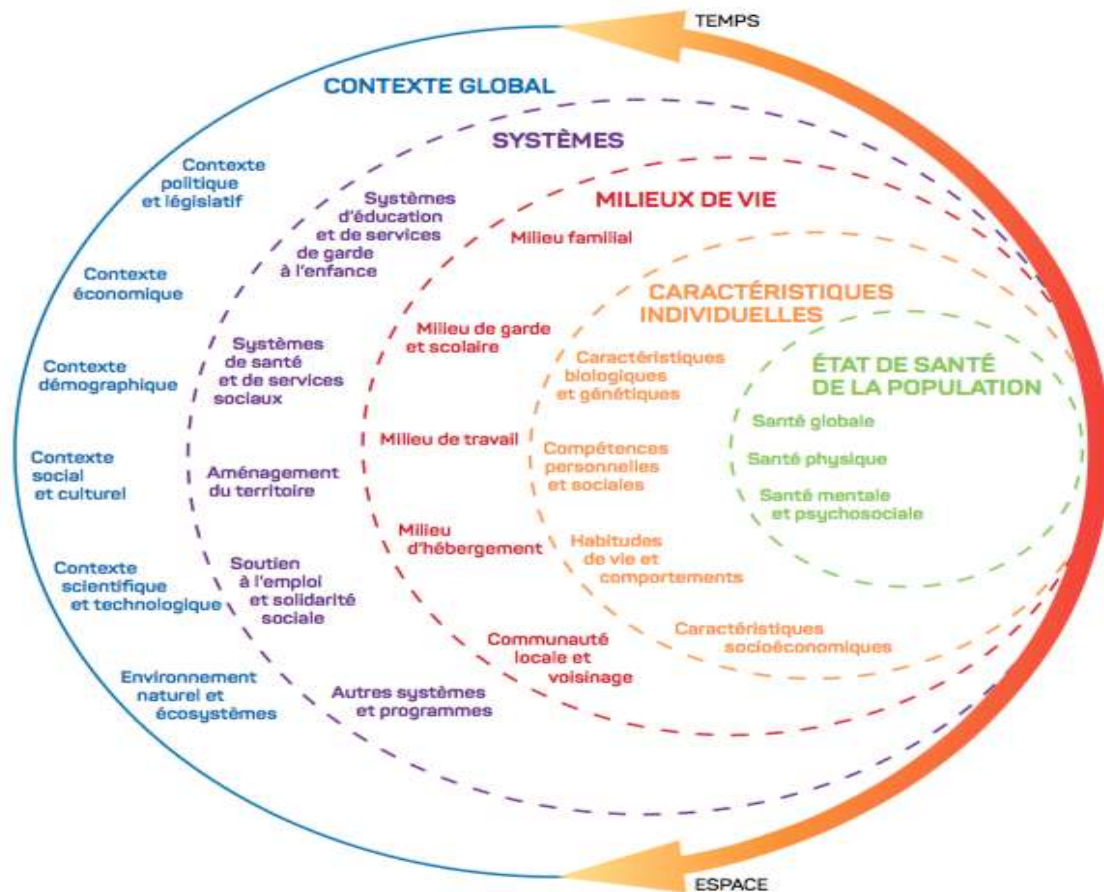 TEMPS
CONTEXTE GLOBAL
Contexte
politique
et législatif
Contexte
économique
Contexte
démographique
Contexte
social
et culturel
Contexte
scientifique
et technologique
Environnement
naturel et
écosystèmes
SYSTÈMES
Systèmes
d'éducation
et de services
de garde
à l'enfance
Systèmes
de santé
et de services
sociaux
Aménagement
du territoire
Soutien
à l'emploi
et solidarité
sociale
Autres systèmes
et programmes
MILIEUX DE VIE
Milieu familial
Milieu de garde
et scolaire
Milieu de travail
Milieu
d'hébergement
Communauté
locale et
voisinage
CARACTÉRISTIQUES
INDIVIDUELLES
Caractéristiques
biologiques
et génétiques
Compétences
personnelles
et sociales
Habitudes
de vie et
comportements
Caractéristiques
socioéconomiques
ÉTAT DE SANTÉ
DE LA POPULATION
Santé globale
Santé physique
Santé mentale
et psychosociale
ESPACE